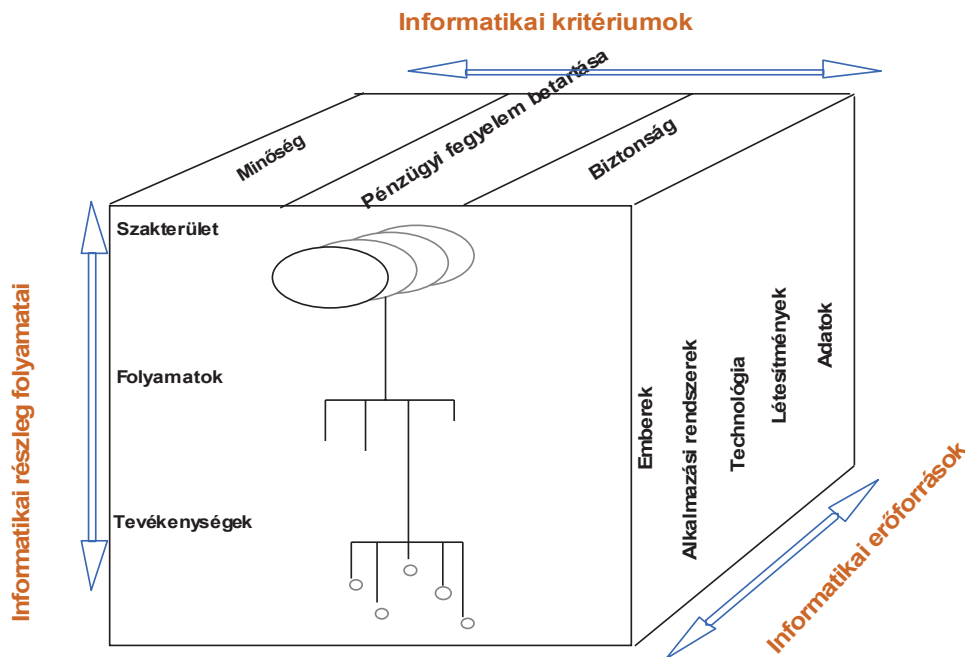 Informatikai kritériumok
Minőség
Pénzügyi fegyelem betartása
Biztonság
Informatikai részleg folyamatai
Szakterület
Folyamatok
Tevékenységek
Emberek
Alkalmazási rendszerek
Technológia
Létesítmények
Adatok
Informatikai erőforrások